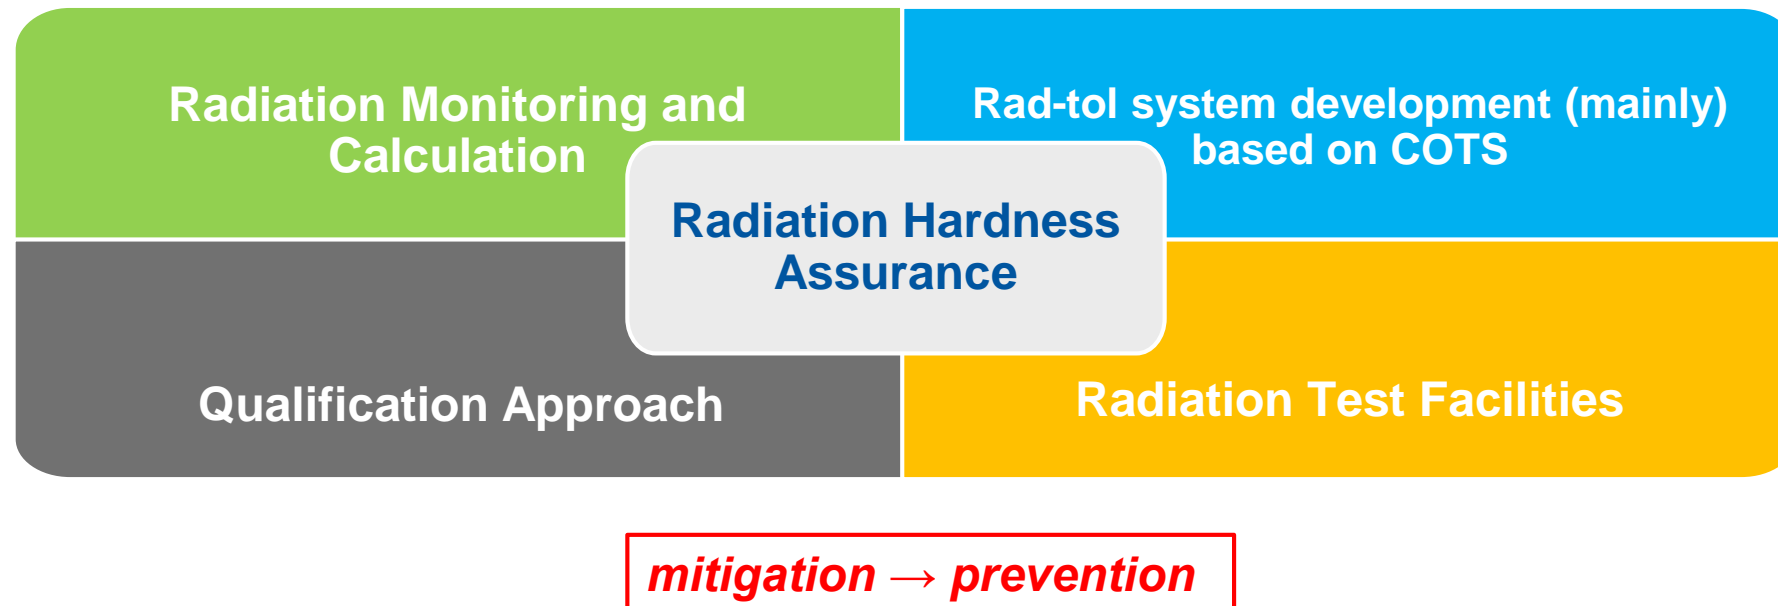 Radiation Monitoring and
Calculation
Rad-tol system development (mainly)
based on COTS
Radiation Hardness
Assurance
Qualification Approach
Radiation Test Facilities
mitigation → prevention